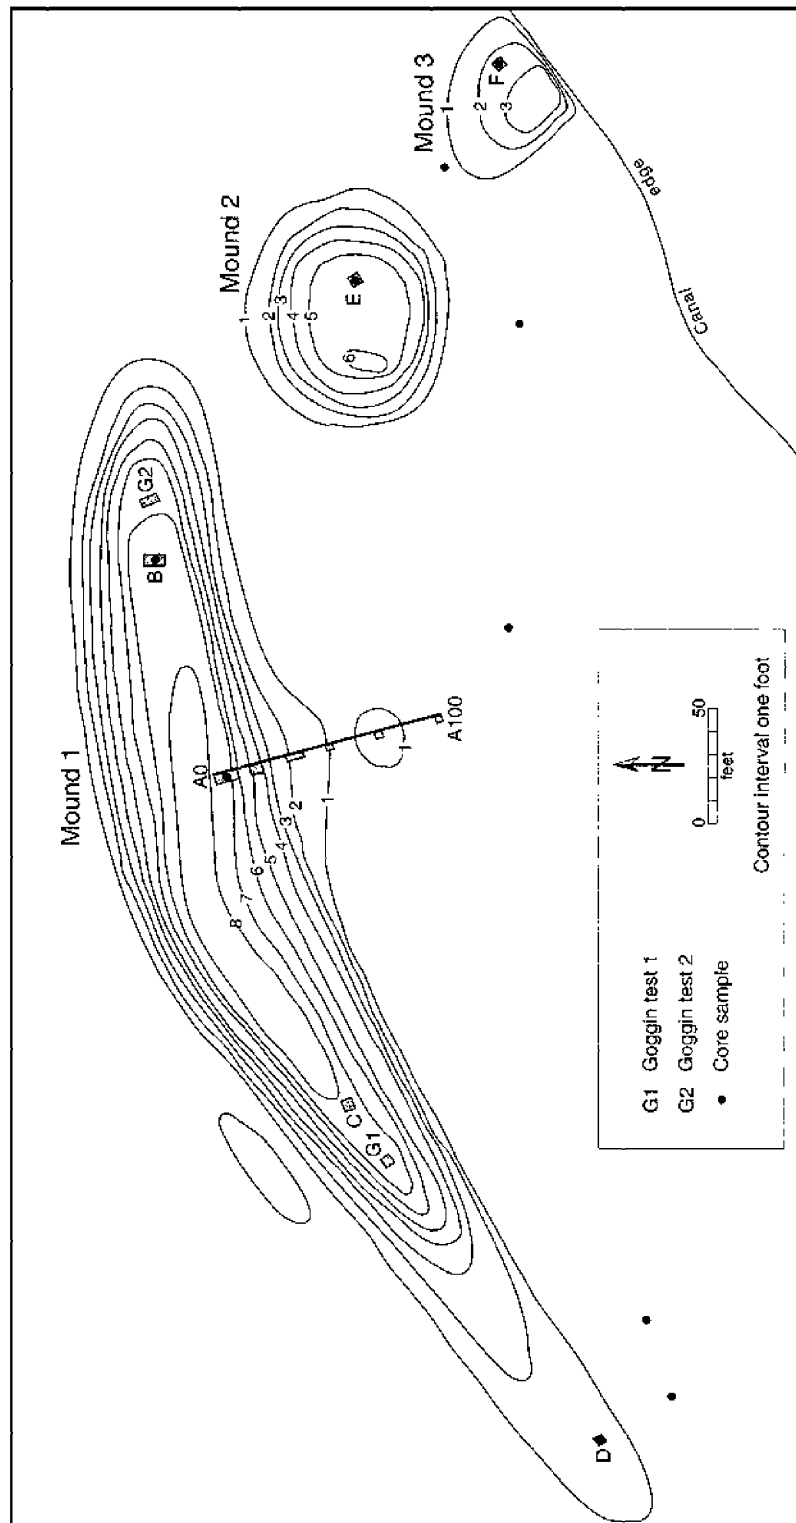 Mound 1
Mound 2
Mound 3
G2
B
A0
8
7
6
5
4
3
2
1
1
A100
C
G1
D
1
2
3
4
5
6
E
1
2
3
F
Canal
edge
G1 Goggin test 1
G2 Goggin test 2
• Core sample
N
0
50
feet
Contour interval one foot